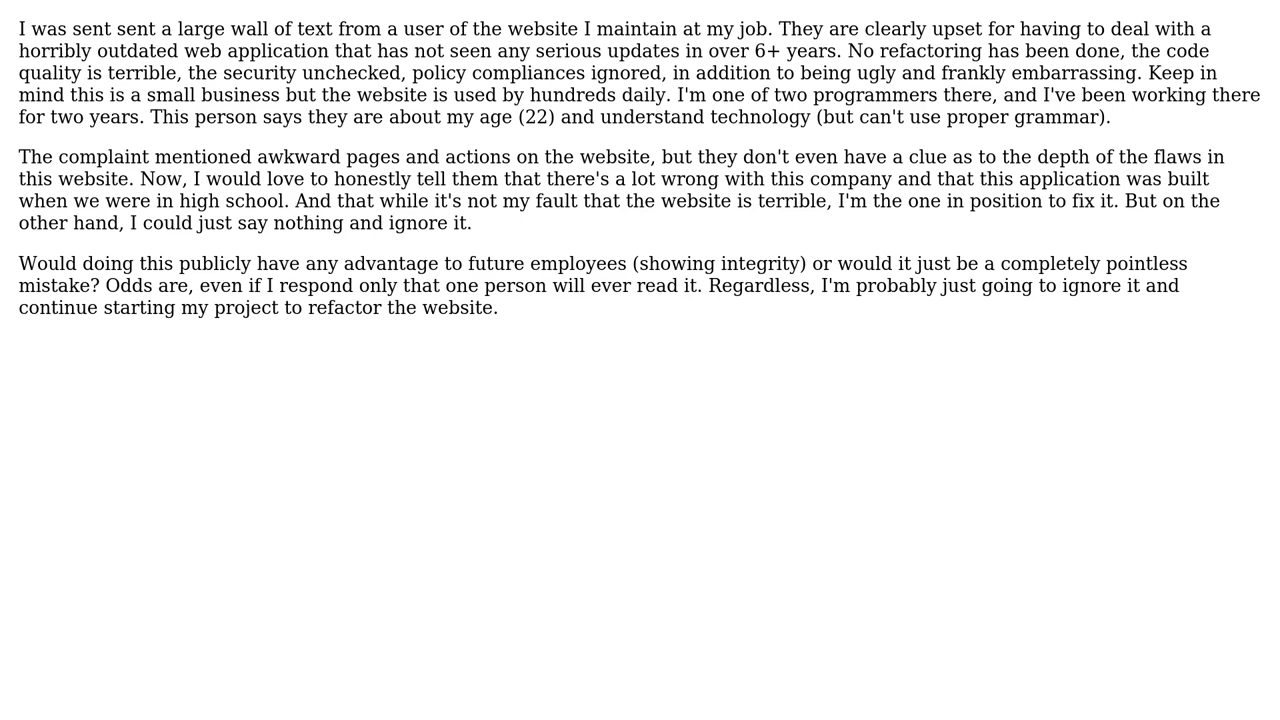 I was sent sent a large wall of text from a user of the website I maintain at my job. They are clearly upset for having to deal with a
horribly outdated web application that has not seen any serious updates in over 6+ years. No refactoring has been done, the code
quality is terrible, the security unchecked, policy compliances ignored, in addition to being ugly and frankly embarrassing. Keep in
mind this is a small business but the website is used by hundreds daily. I'm one of two programmers there, and I've been working there
for two years. This person says they are about my age (22) and understand technology (but can't use proper grammar).
The complaint mentioned awkward pages and actions on the website, but they don't even have a clue as to the depth of the flaws in
this website. Now, I would love to honestly tell them that there's a lot wrong with this company and that this application was built
when we were in high school. And that while it's not my fault that the website is terrible, I'm the one in position to fix it. But on the
other hand, I could just say nothing and ignore it.
Would doing this publicly have any advantage to future employees (showing integrity) or would it just be a completely pointless
mistake? Odds are, even if I respond only that one person will ever read it. Regardless, I'm probably just going to ignore it and
continue starting my project to refactor the website.